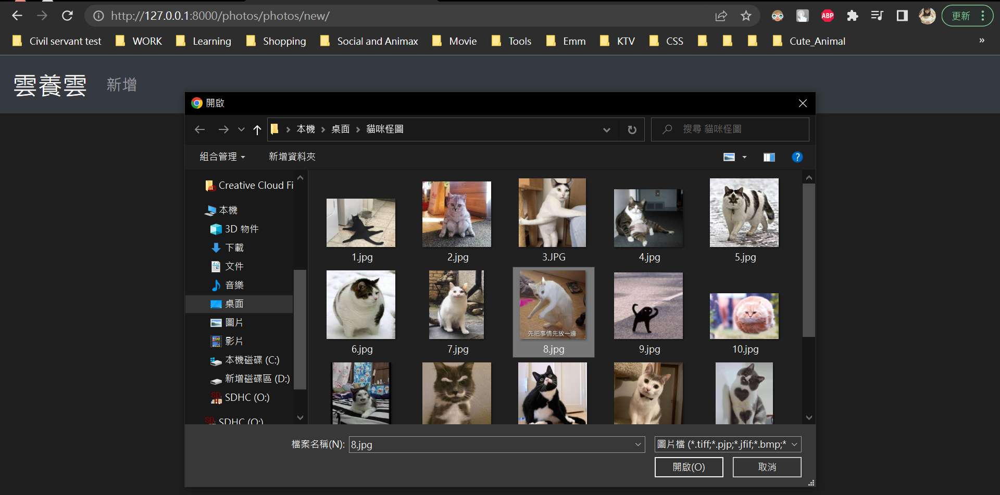 http://127.0.0.1:8000/photos/photos/new/
ABP
更新
Civil servant test
WORK
Learning
Shopping
Social and Animax
Movie
Tools
Emm
KTV
CSS
Cute_Animal
»
雲養雲
新增
開啟
本機 > 桌面 > 貓咪怪圖
搜尋 貓咪怪圖
組合管理
新增資料夾
Creative Cloud Fi
本機
3D 物件
下載
文件
音樂
桌面
圖片
影片
本機磁碟 (C:)
新增磁碟區 (D:)
SDHC (O:)
SDHC (O:)
1.jpg
2.jpg
3.JPG
4.jpg
5.jpg
先把事情先放一邊
6.jpg
7.jpg
8.jpg
9.jpg
10.jpg
檔案名稱(N):
8.jpg
圖片檔 (*.tiff;*.pjp;*.jfif;*.bmp;*
開啟(O)
取消